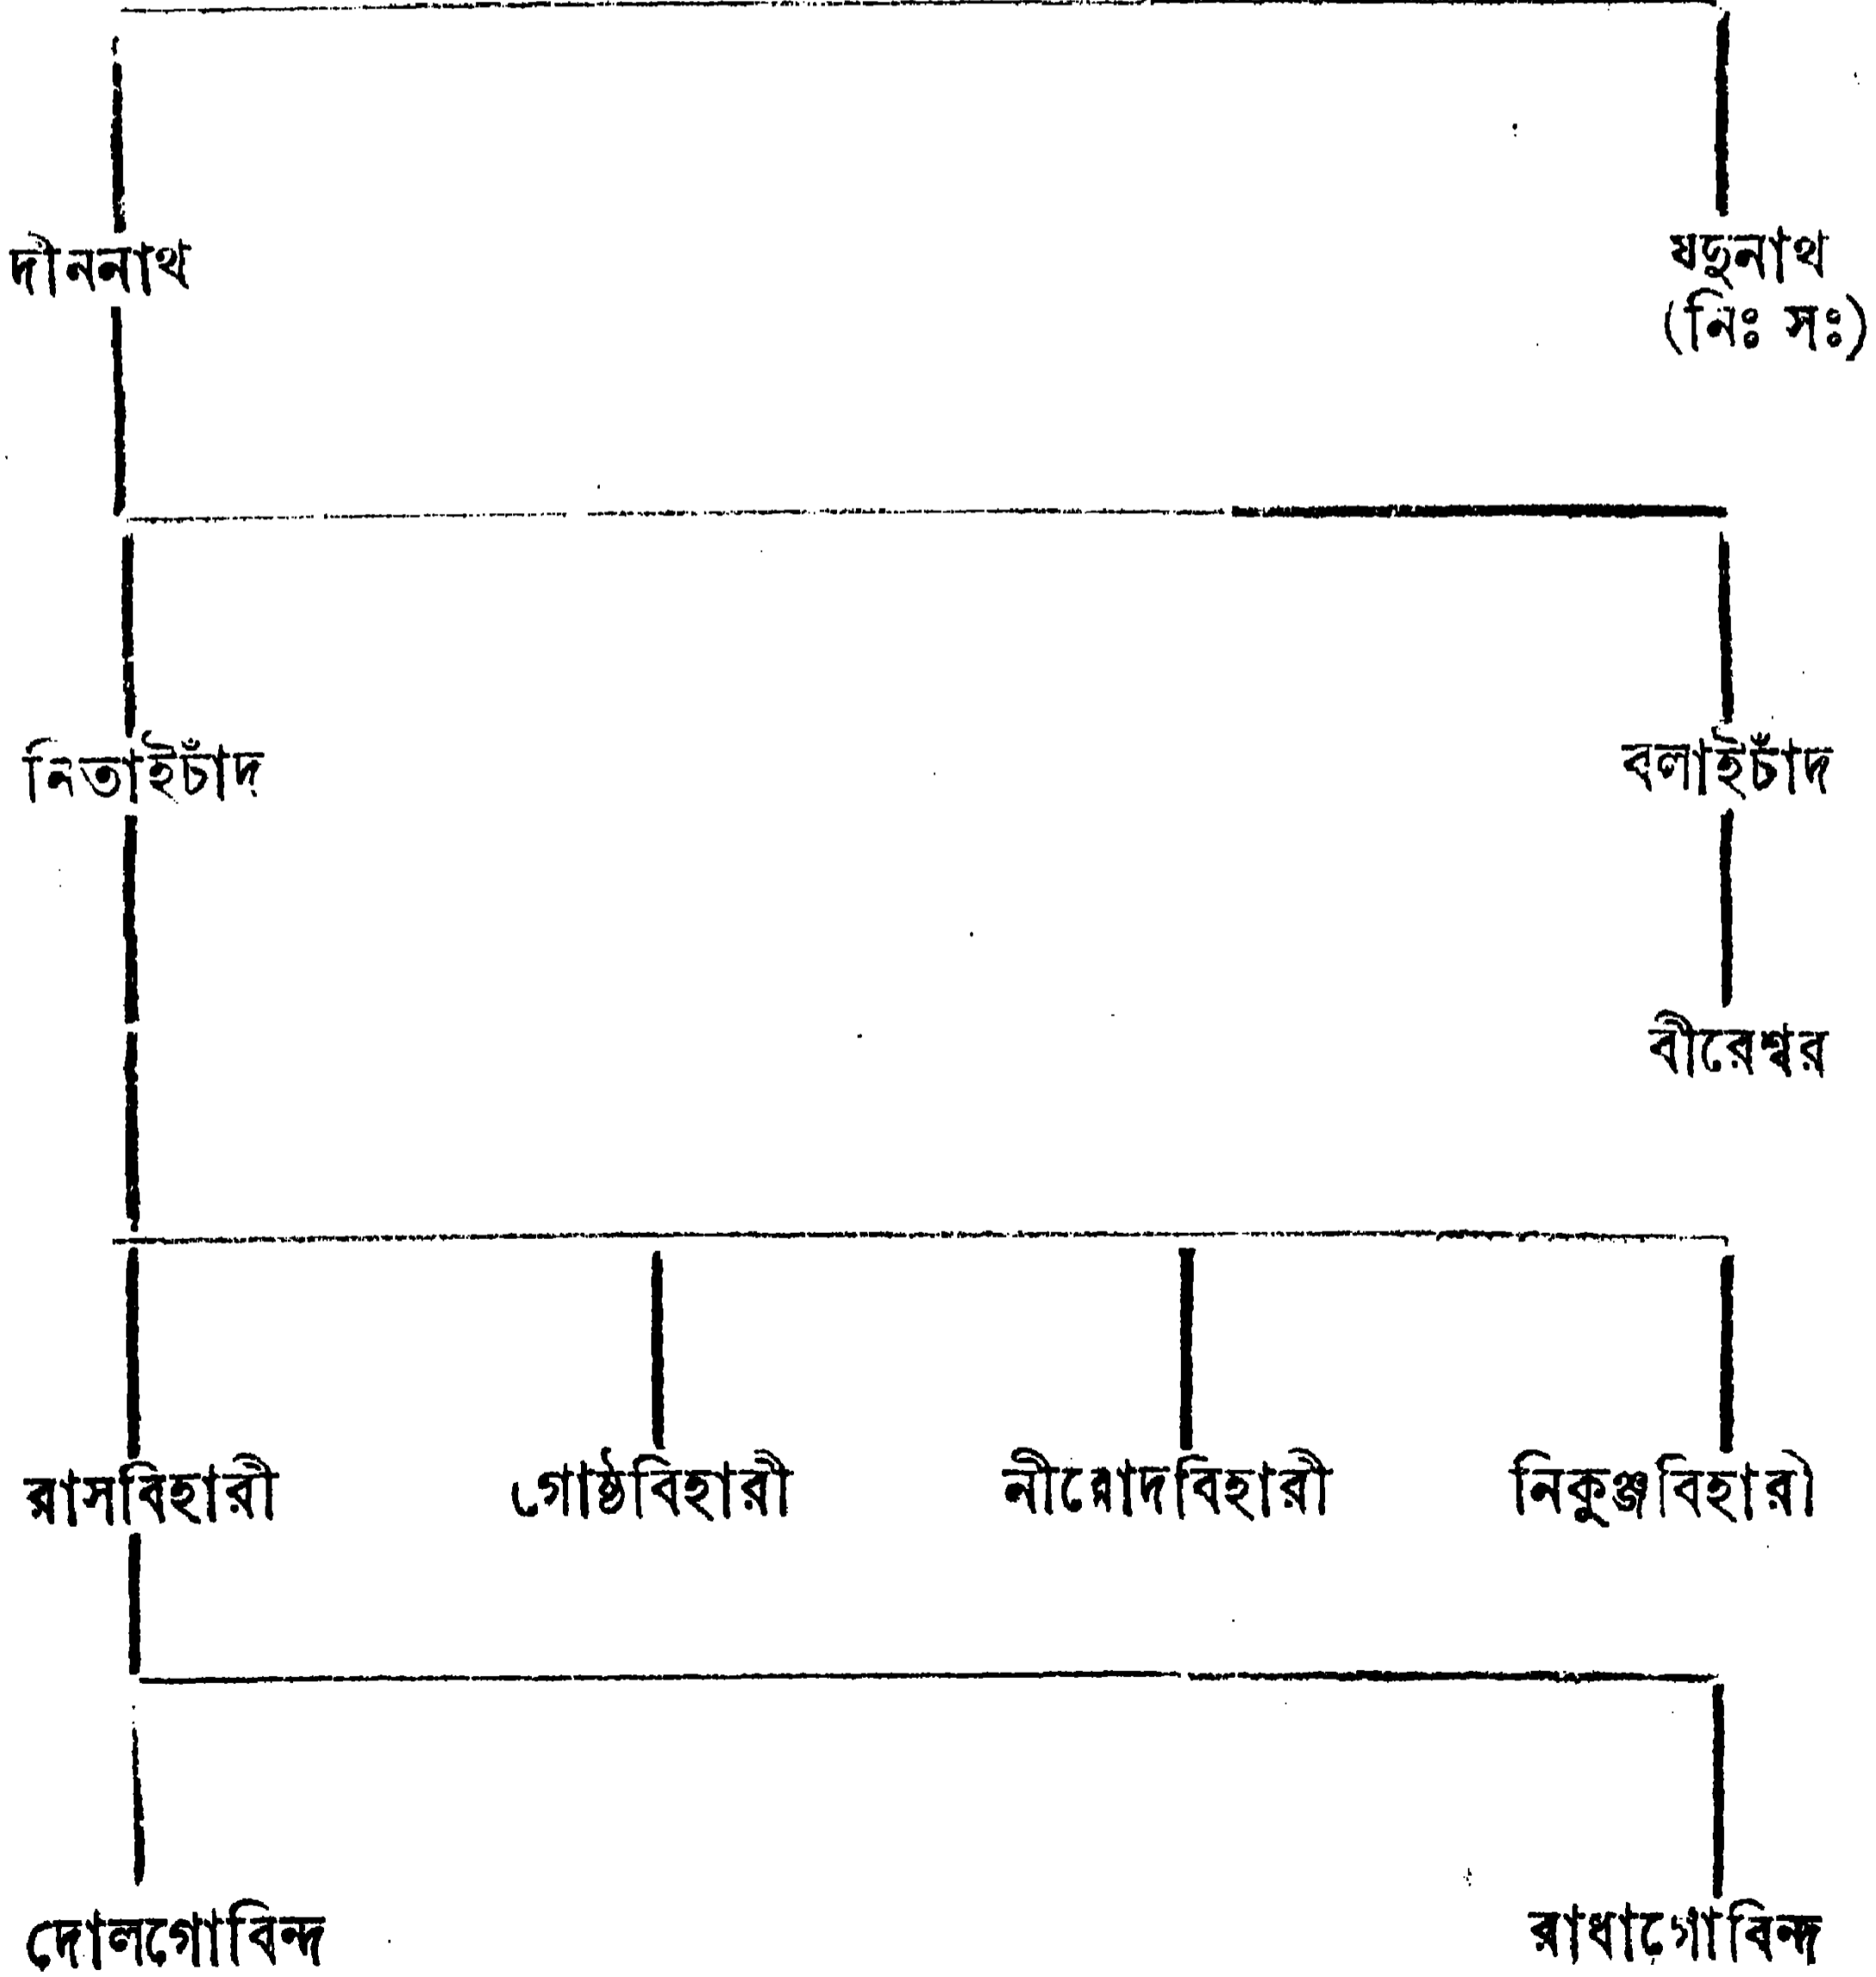 দীননাথ যদুনাথ
(নিঃ সঃ)
নিতাইচাঁদ বলাইচাঁদ
বীরেশ্বর
রাসবিহারী গোষ্ঠবিহারী নীরোদবিহারী নিকুঞ্জবিহারী
দোলগোবিন্দ রাধাগোবিন্দ